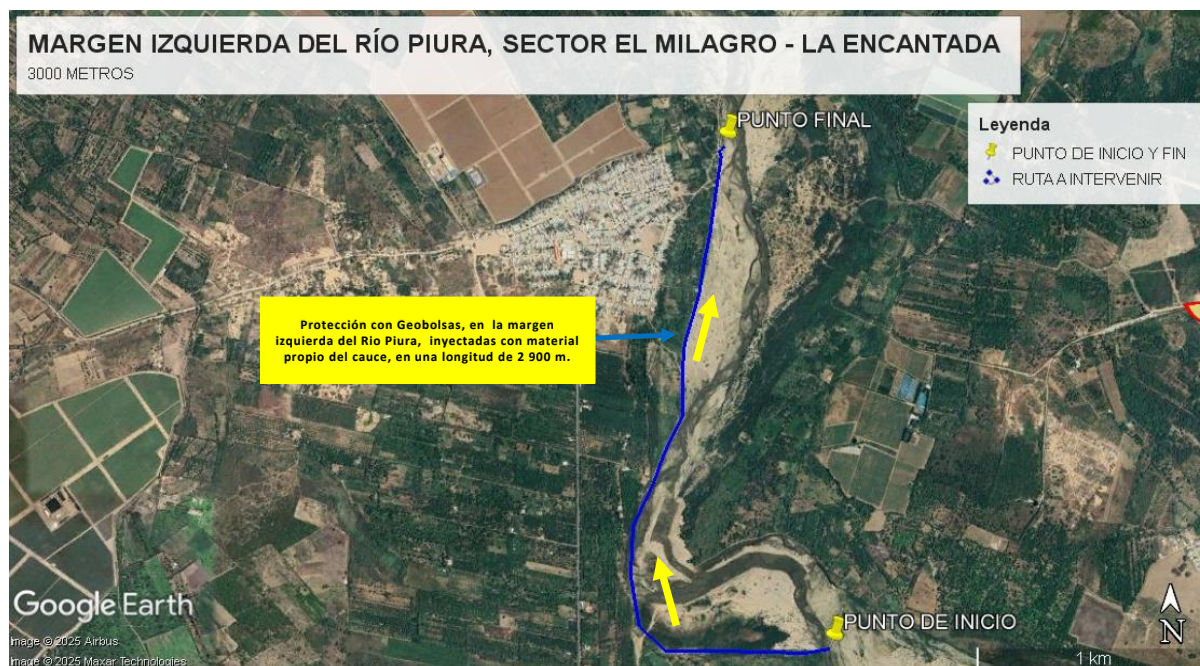 MARGEN IZQUIERDA DEL RÍO PIURA, SECTOR EL MILAGRO - LA ENCANTADA
3000 METROS
PUNTO FINAL
Leyenda
PUNTO DE INICIO Y FIN
RUTA A INTERVENIR
Protección con Geobolsas, en la margen
izquierda del Rio Piura, inyectadas con material
propio del cauce, en una longitud de 2 900 m.
PUNTO DE INICIO
Google Earth
Image © 2025 Airbus
Image © 2025 Maxar Technologies
N
1 km